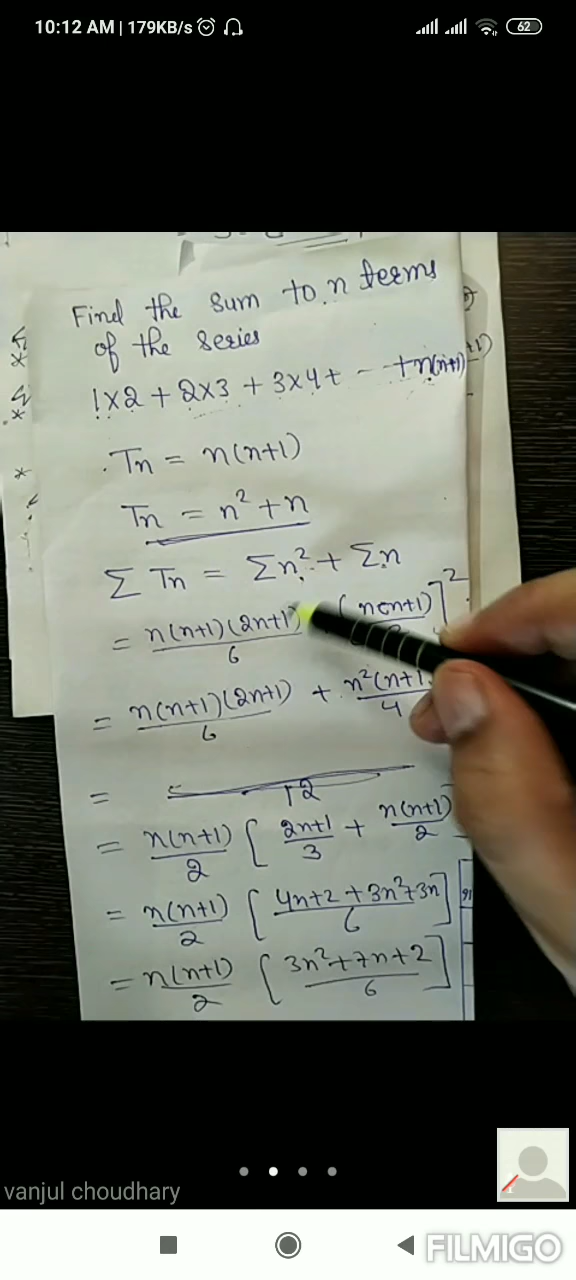 10:12 AM | 179KB/s
62
Find the sum to n terms
of the series
1×2 + 2×3 + 3×4 + - - + n(n+1)
Tn = n(n+1)
Tn = n² + n
Σ Tn = Σn² + Σn
= n(n+1)(2n+1)/6 [n(n+1)]²
= n(n+1)(2n+1)/6 + n²(n+1/4
= /12
= n(n+1)/2 [ 2n+1/3 + n(n+1)/2
= n(n+1)/2 [ 4n+2+3n²+3n/6 ]
= n(n+1)/2 [ 3n²+7n+2/6 ]
vanjul choudhary
FILMIGO